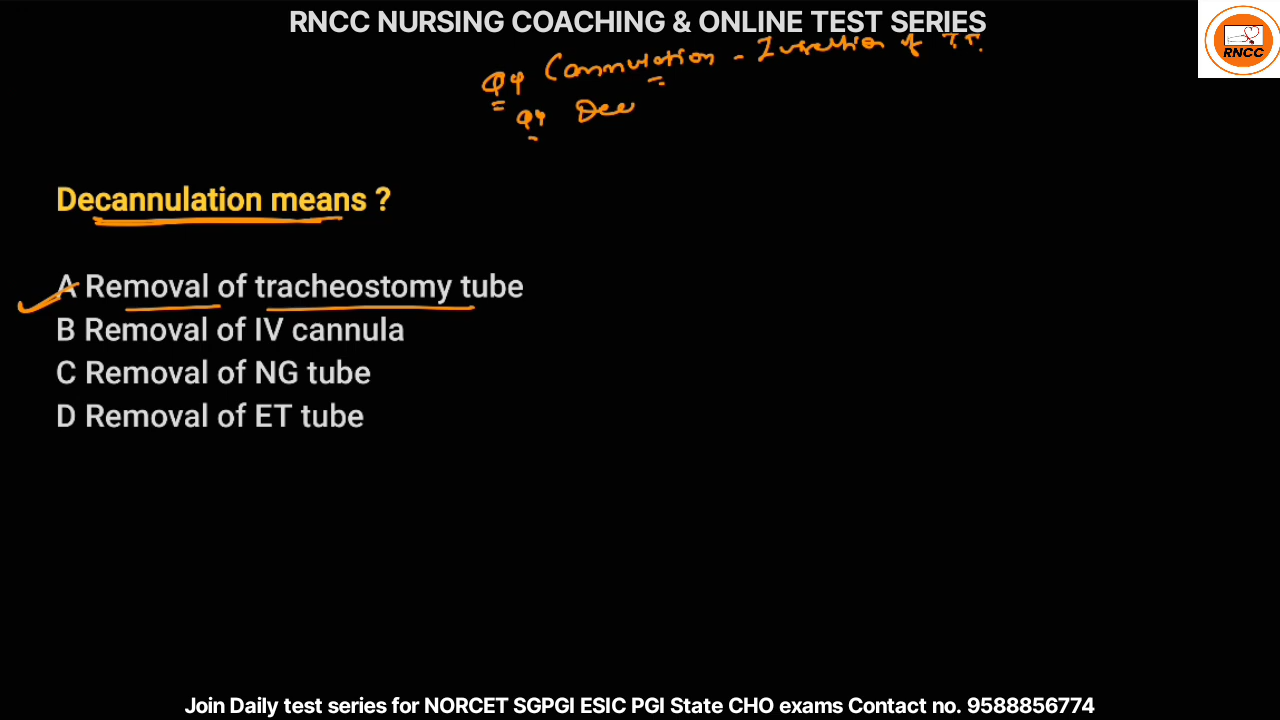 RNCC NURSING COACHING & ONLINE TEST SERIES
RNCC
Cannulation - Insertion of T.T.
Dee
Decannulation means ?
A Removal of tracheostomy tube
B Removal of IV cannula
C Removal of NG tube
D Removal of ET tube
Join Daily test series for NORCET SGPGI ESIC PGI State CHO exams Contact no. 9588856774